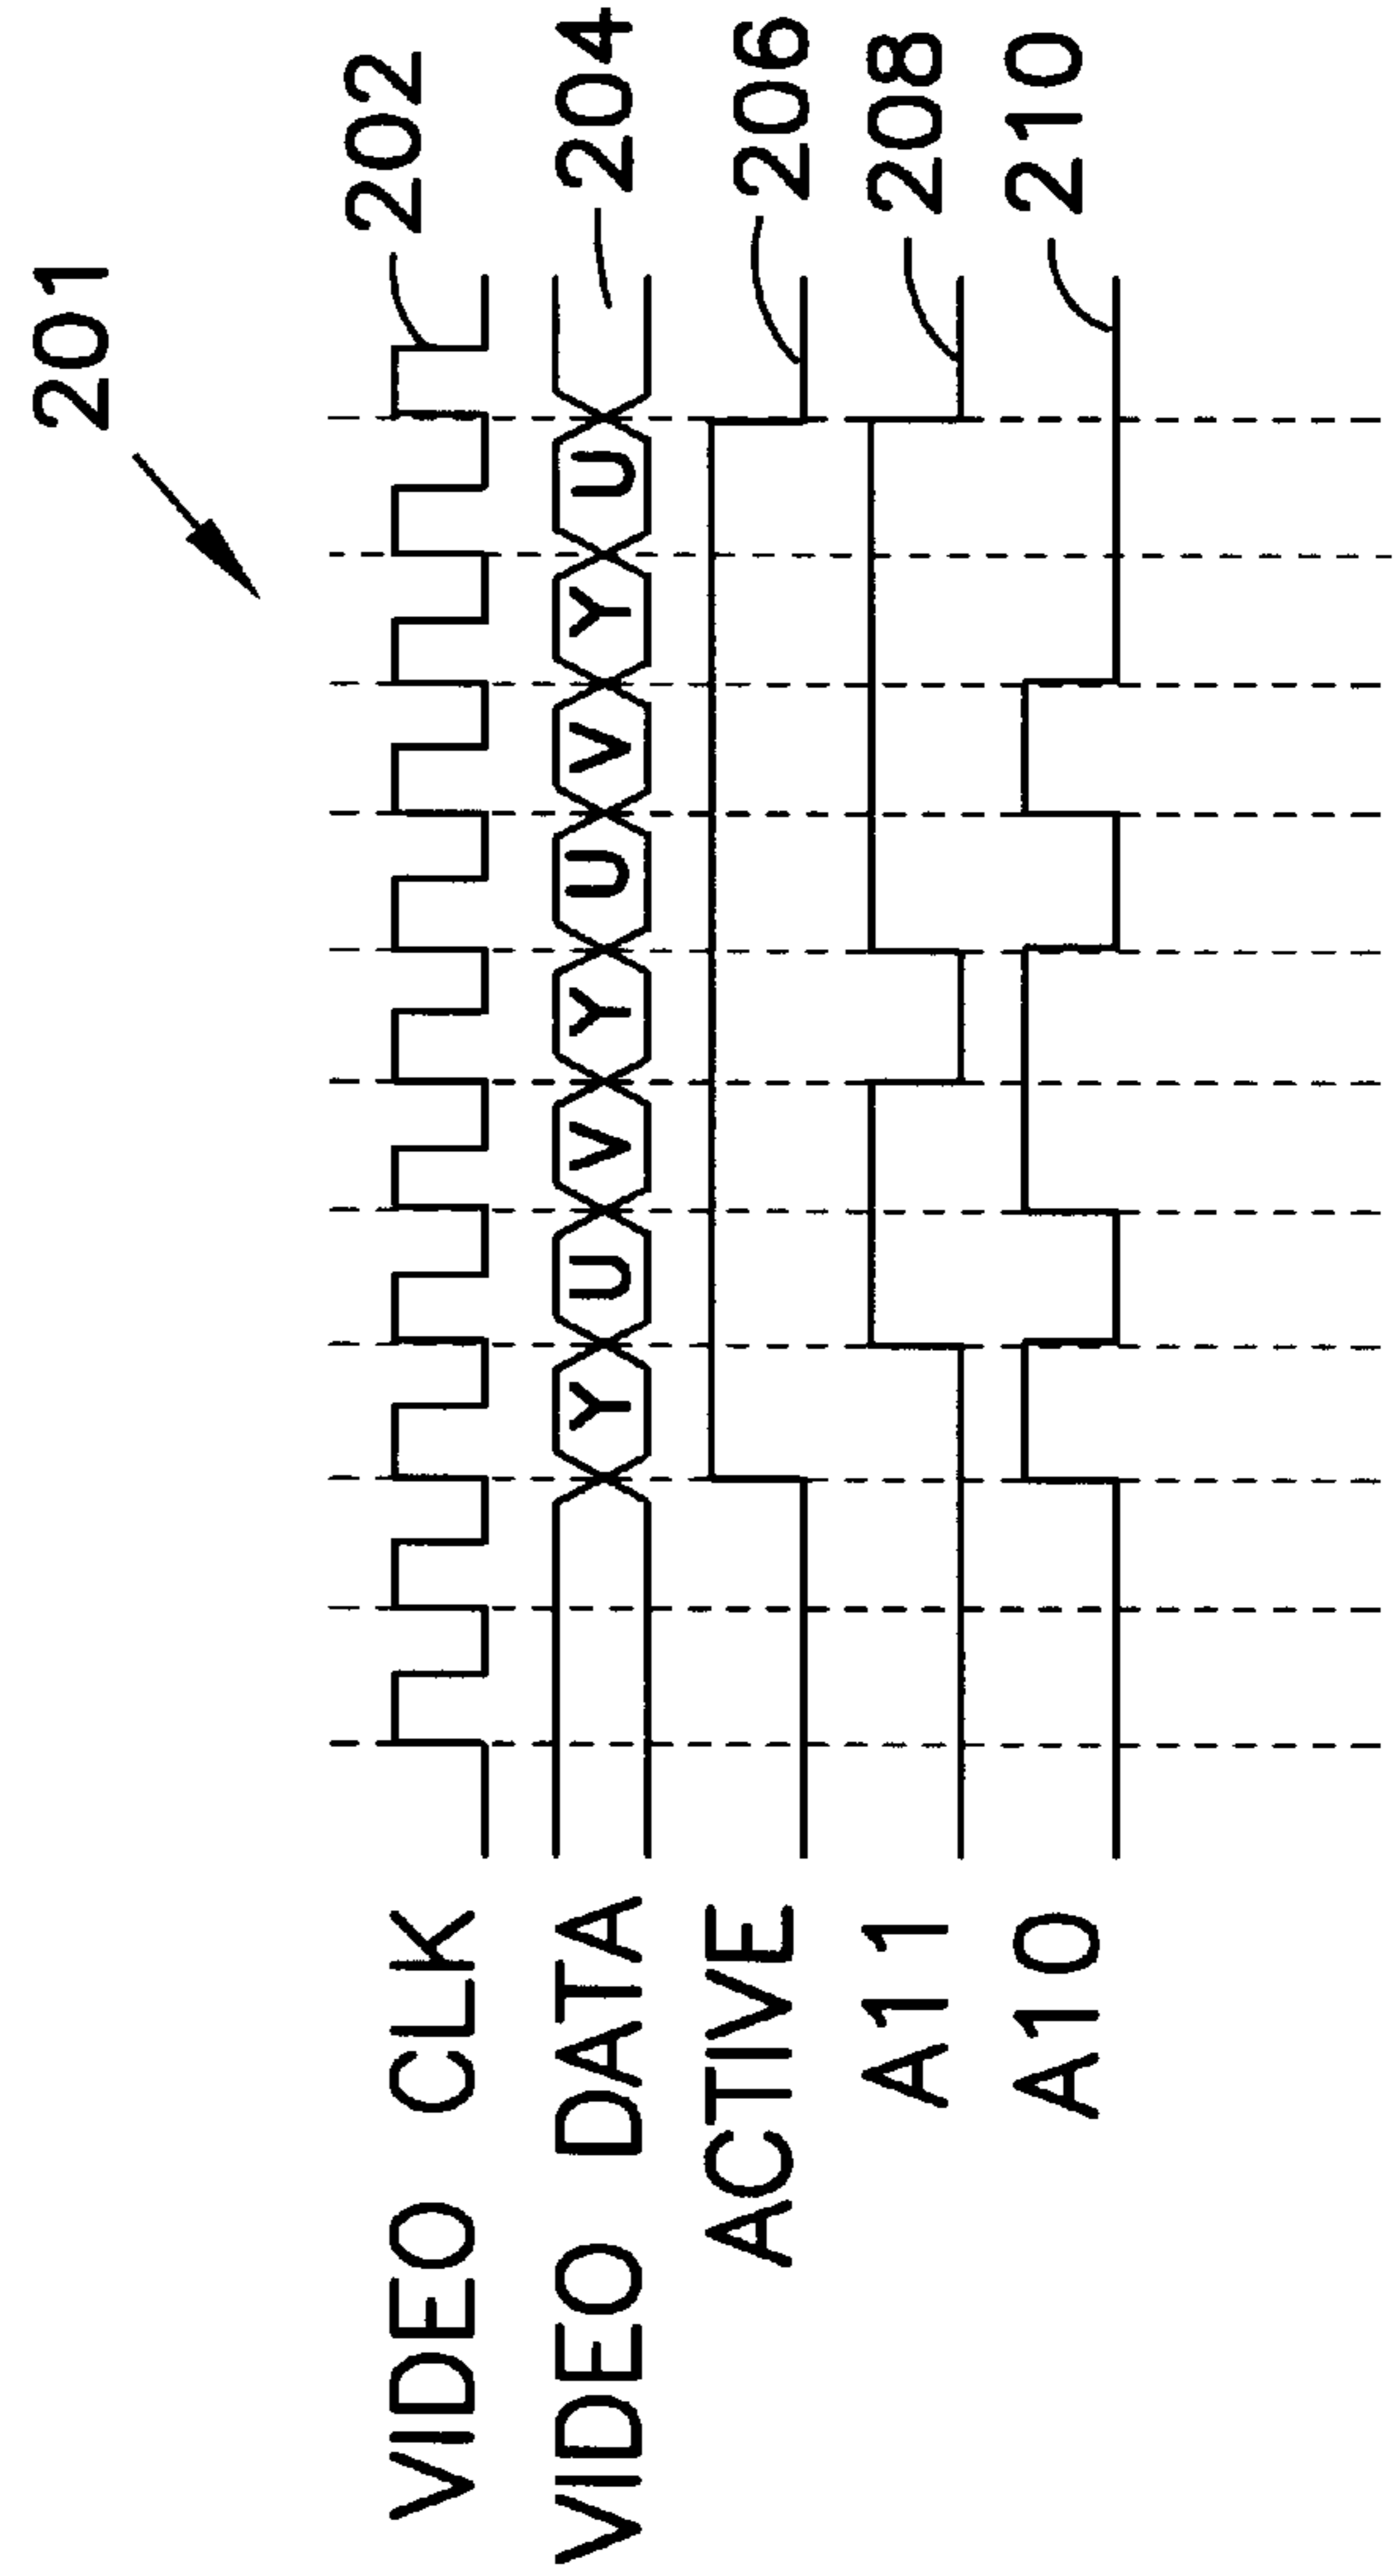 201
VIDEO CLK 202
VIDEO DATA Y U V Y U V Y U 204
ACTIVE 206
A11 208
A10 210